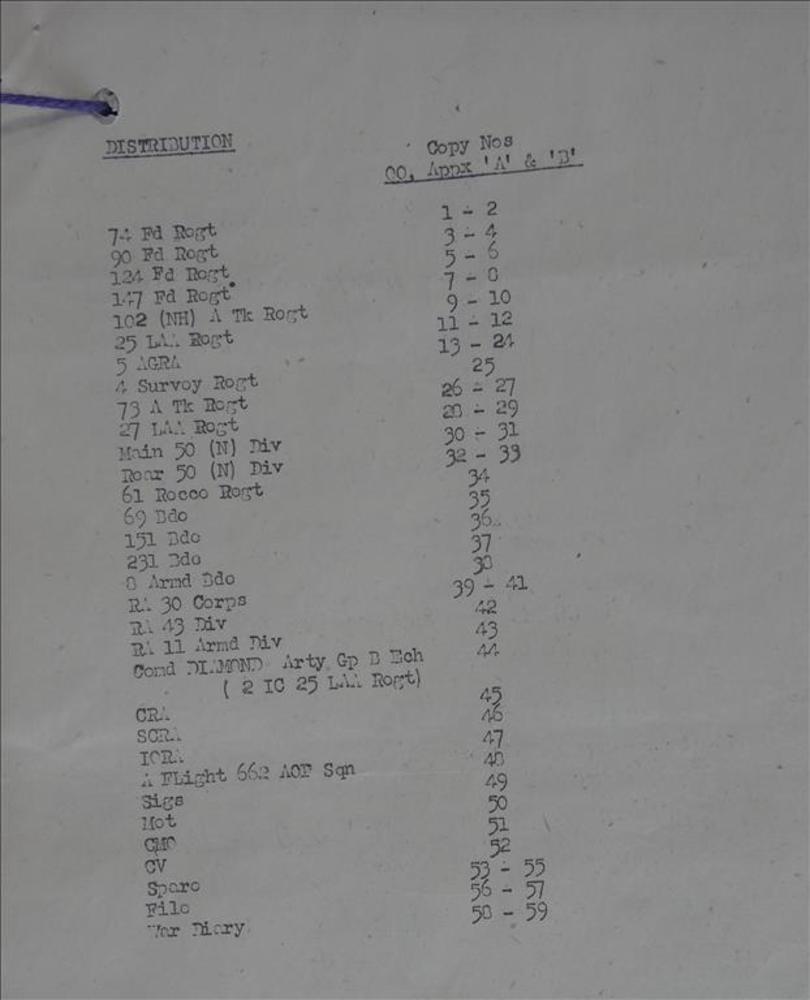 DISTRIBUTION Copy Nos
OO, Appx 'A' & 'B'
74 Fd Regt 1 - 2
90 Fd Regt 3 - 4
124 Fd Regt 5 - 6
147 Fd Regt 7 - 8
102 (NH) A Tk Regt 9 - 10
25 LAA Regt 11 - 12
5 AGRA 13 - 24
4 Survey Regt 25
73 A Tk Regt 26 - 27
27 LAA Regt 28 - 29
Main 50 (N) Div 30 - 31
Rear 50 (N) Div 32 - 33
61 Recce Regt 34
69 Bde 35
151 Bde 36
231 Bde 37
8 Armd Bde 38
RA 30 Corps 39 - 41
RA 43 Div 42
RA 11 Armd Div 43
Comd DIAMOND Arty Gp B Ech 44
( 2 IC 25 LAA Regt)
CRA 45
SCRA 46
ICRA 47
A FLight 662 AOP Sqn 48
Sigs 49
Met 50
CMO 51
CV 52
Spare 53 - 55
File 56 - 57
War Diary 58 - 59